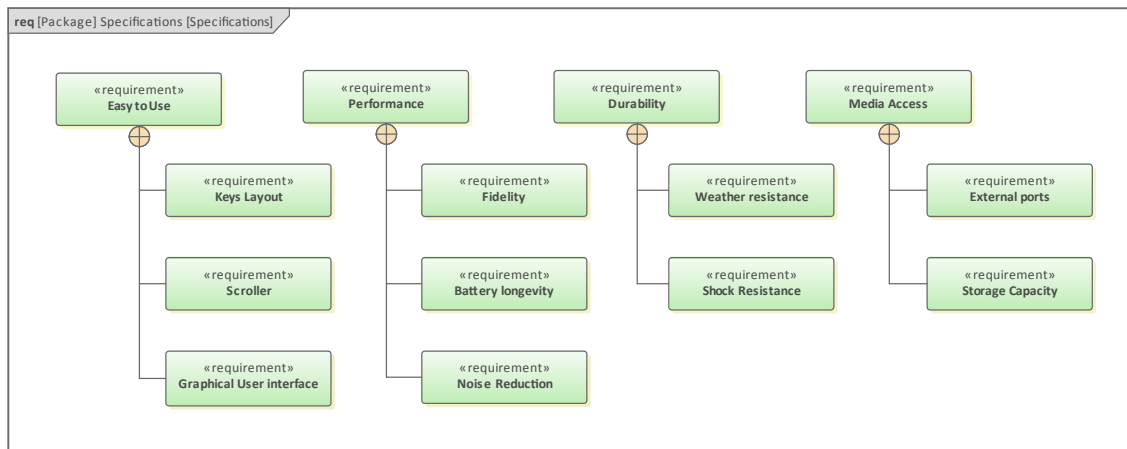 req [Package] Specifications [Specifications]
«requirement»
Easy to Use
«requirement»
Performance
«requirement»
Durability
«requirement»
Media Access
«requirement»
Keys Layout
«requirement»
Fidelity
«requirement»
Weather resistance
«requirement»
External ports
«requirement»
Scroller
«requirement»
Battery longevity
«requirement»
Shock Resistance
«requirement»
Storage Capacity
«requirement»
Graphical User interface
«requirement»
Noise Reduction